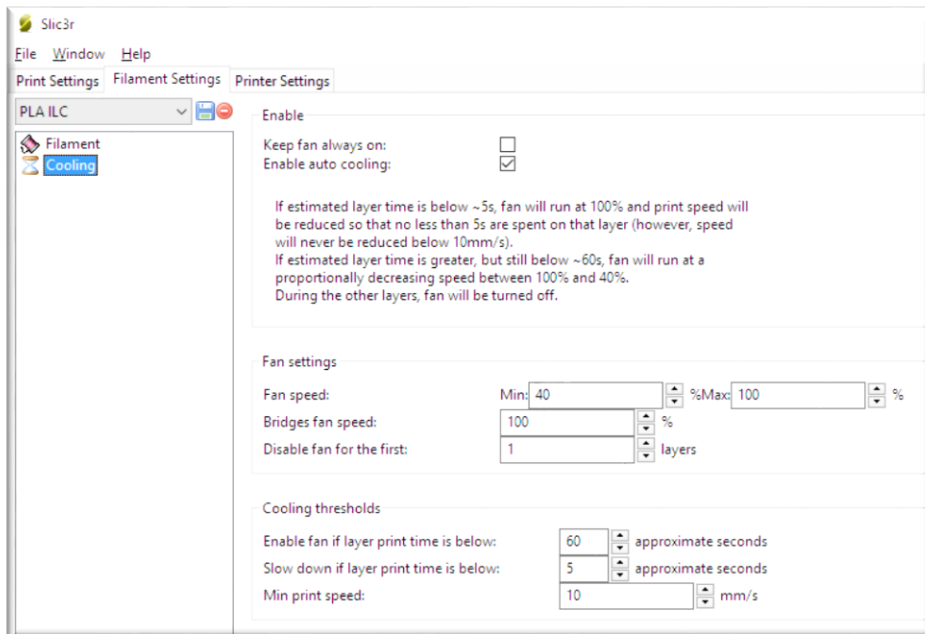 Slic3r
File Window Help
Print Settings Filament Settings Printer Settings
PLA ILC
Filament
Cooling
Enable
Keep fan always on:
Enable auto cooling:
If estimated layer time is below ~5s, fan will run at 100% and print speed will
be reduced so that no less than 5s are spent on that layer (however, speed
will never be reduced below 10mm/s).
If estimated layer time is greater, but still below ~60s, fan will run at a
proportionally decreasing speed between 100% and 40%.
During the other layers, fan will be turned off.
Fan settings
Fan speed: Min: 40 %Max: 100 %
Bridges fan speed: 100 %
Disable fan for the first: 1 layers
Cooling thresholds
Enable fan if layer print time is below: 60 approximate seconds
Slow down if layer print time is below: 5 approximate seconds
Min print speed: 10 mm/s